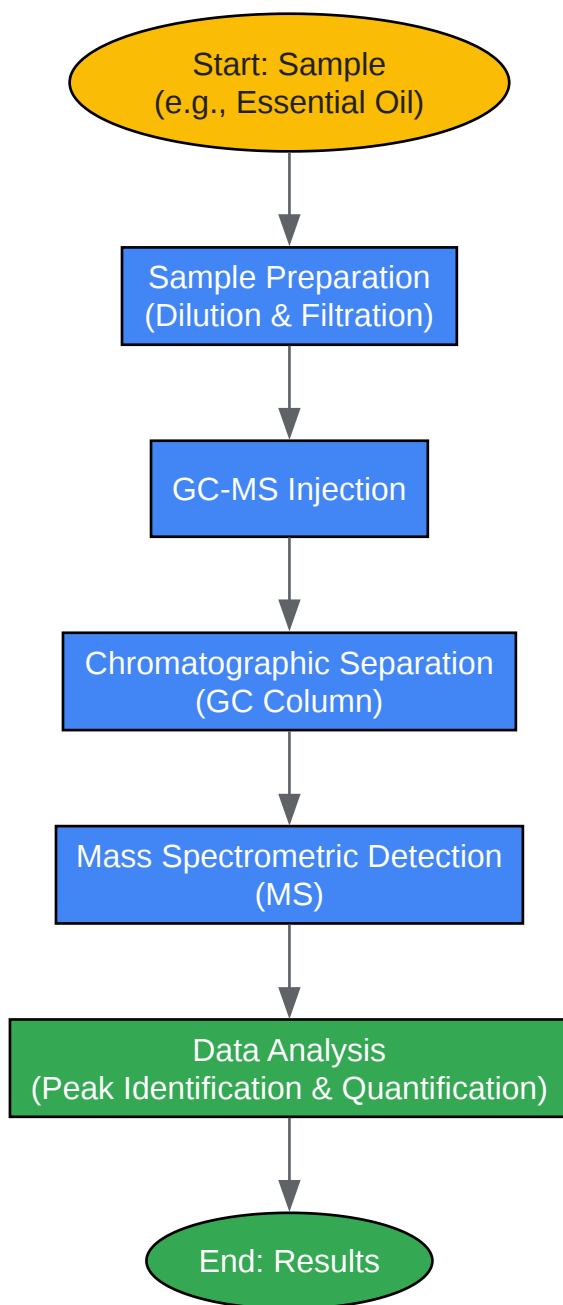 Start: Sample
(e.g., Essential Oil)
Sample Preparation
(Dilution & Filtration)
GC-MS Injection
Chromatographic Separation
(GC Column)
Mass Spectrometric Detection
(MS)
Data Analysis
(Peak Identification & Quantification)
End: Results